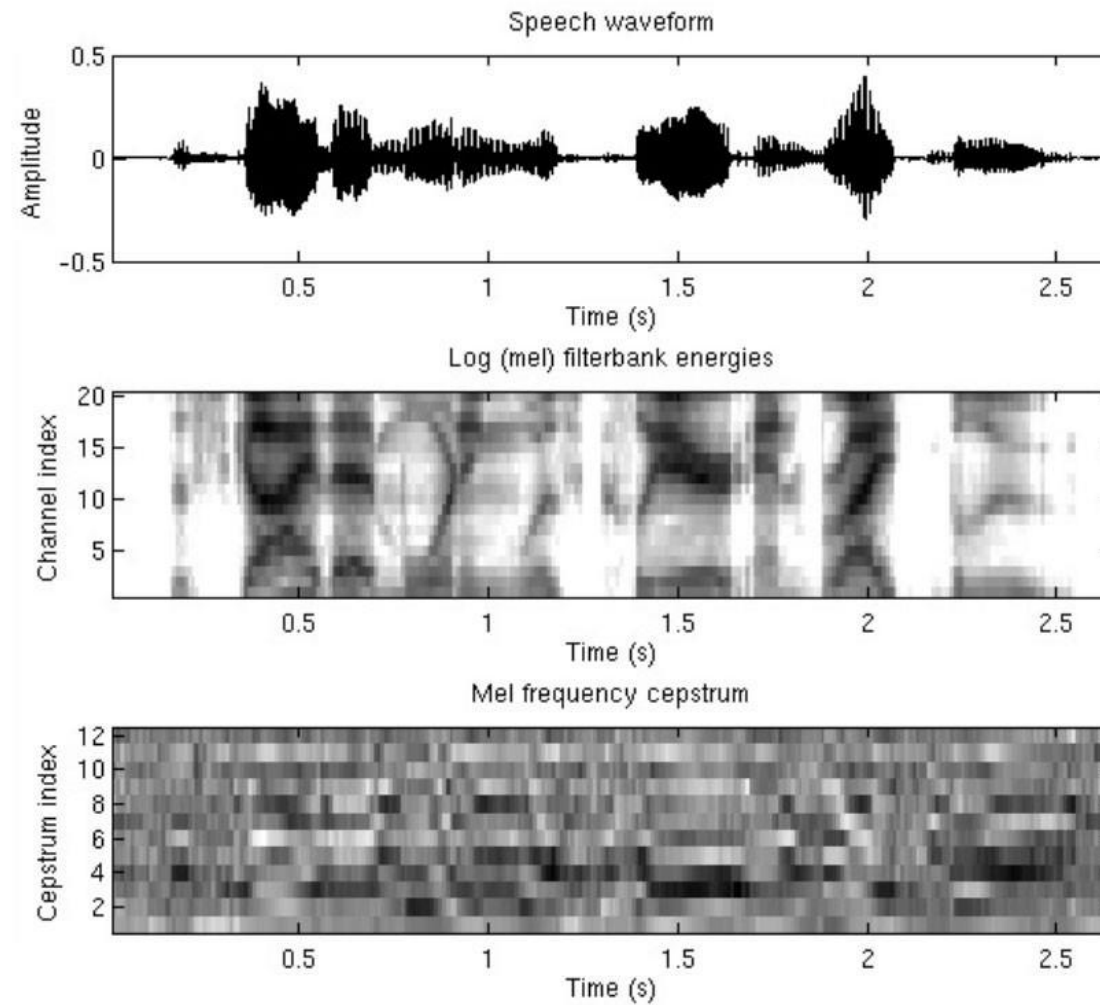 Speech waveform
0.5
0
-0.5
Amplitude
0.5 1 1.5 2 2.5
Time (s)
Log (mel) filterbank energies
20
15
10
5
Channel index
0.5 1 1.5 2 2.5
Time (s)
Mel frequency cepstrum
12
10
8
6
4
2
Cepstrum index
0.5 1 1.5 2 2.5
Time (s)